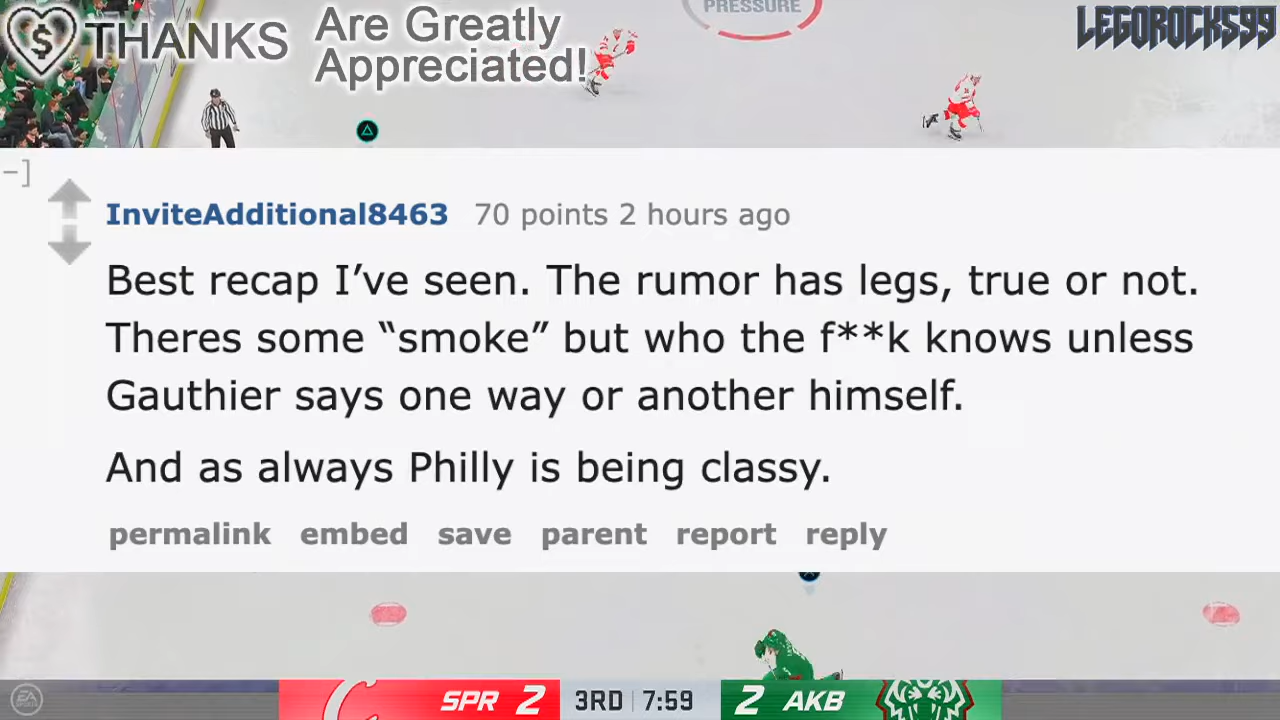 THANKS Are Greatly
Appreciated!
PRESSURE
LEGOROCKS99
–]
InviteAdditional8463 70 points 2 hours ago
Best recap I’ve seen. The rumor has legs, true or not.
Theres some “smoke” but who the f**k knows unless
Gauthier says one way or another himself.
And as always Philly is being classy.
permalink embed save parent report reply
EA
SPORTS
SPR 2 3RD 7:59 2 AKB